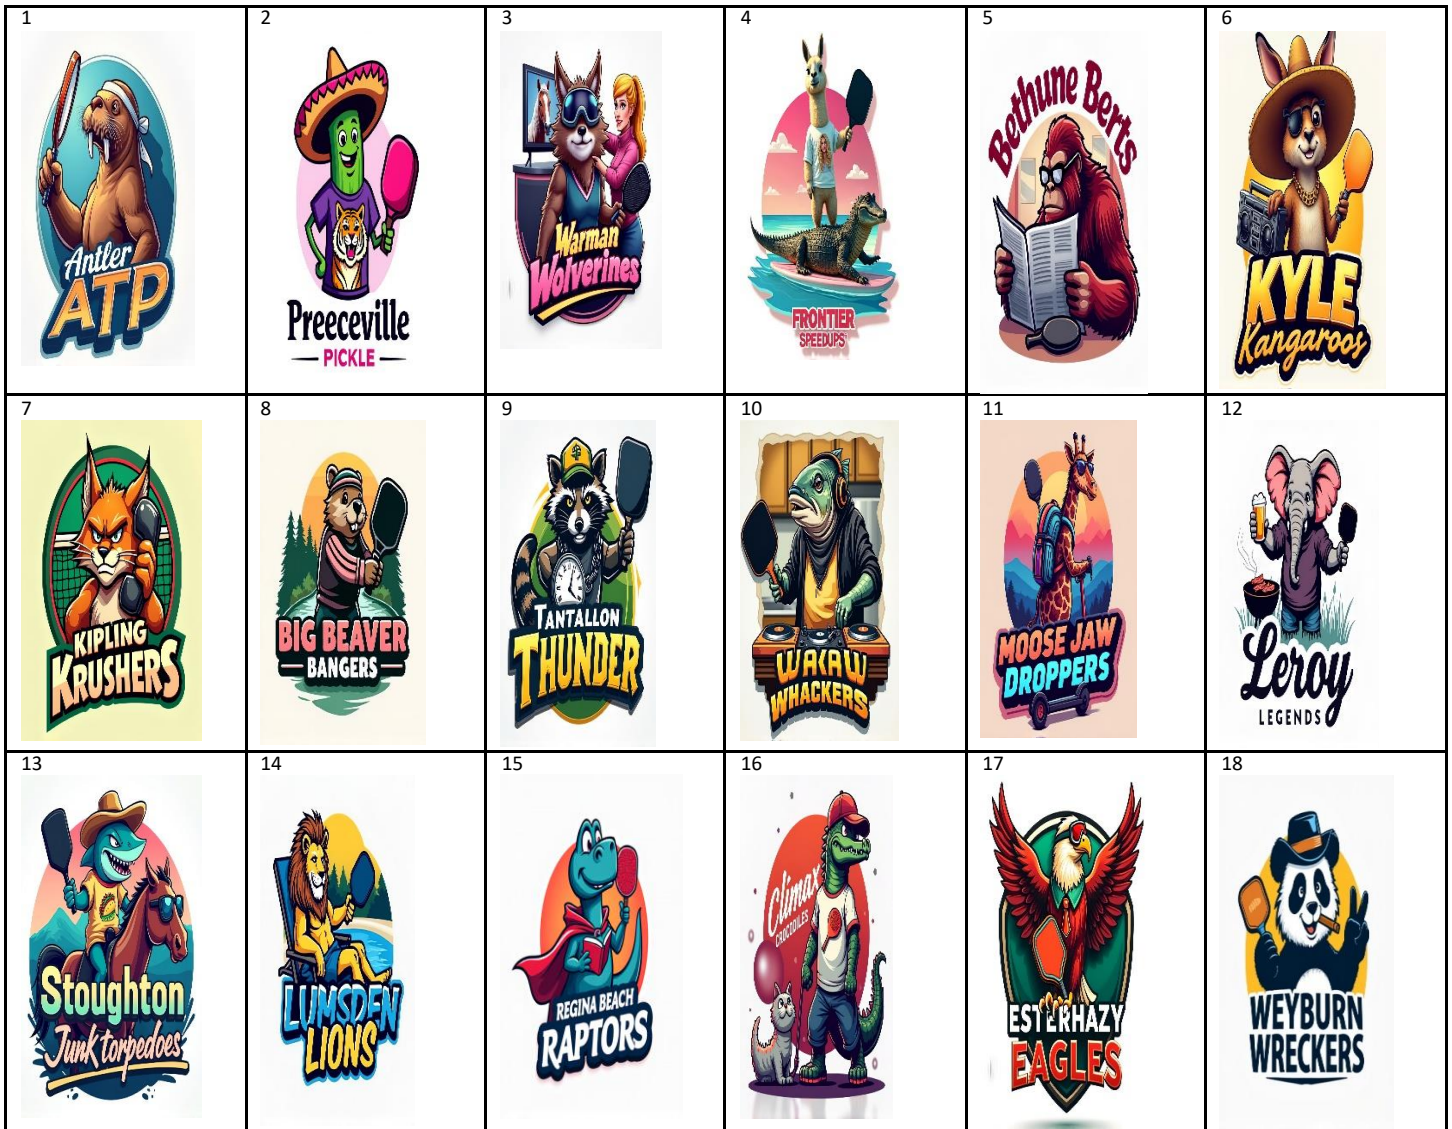 1
Antler
ATP
2
Preeceville
PICKLE
3
Warman
Wolverines
4
FRONTIER
SPEEDUPS
5
Bethune Berts
6
KYLE
Kangaroos
7
KIPLING
KRUSHERS
8
BIG BEAVER
BANGERS
9
TANTALLON
THUNDER
10
WAKAW
WHACKERS
11
MOOSE JAW
DROPPERS
12
Leroy
LEGENDS
13
Stoughton
Junk torpedoes
14
LUMSDEN
LIONS
15
REGINA BEACH
RAPTORS
16
Climax
CROCODILES
17
ESTERHAZY
EAGLES
18
WEYBURN
WRECKERS